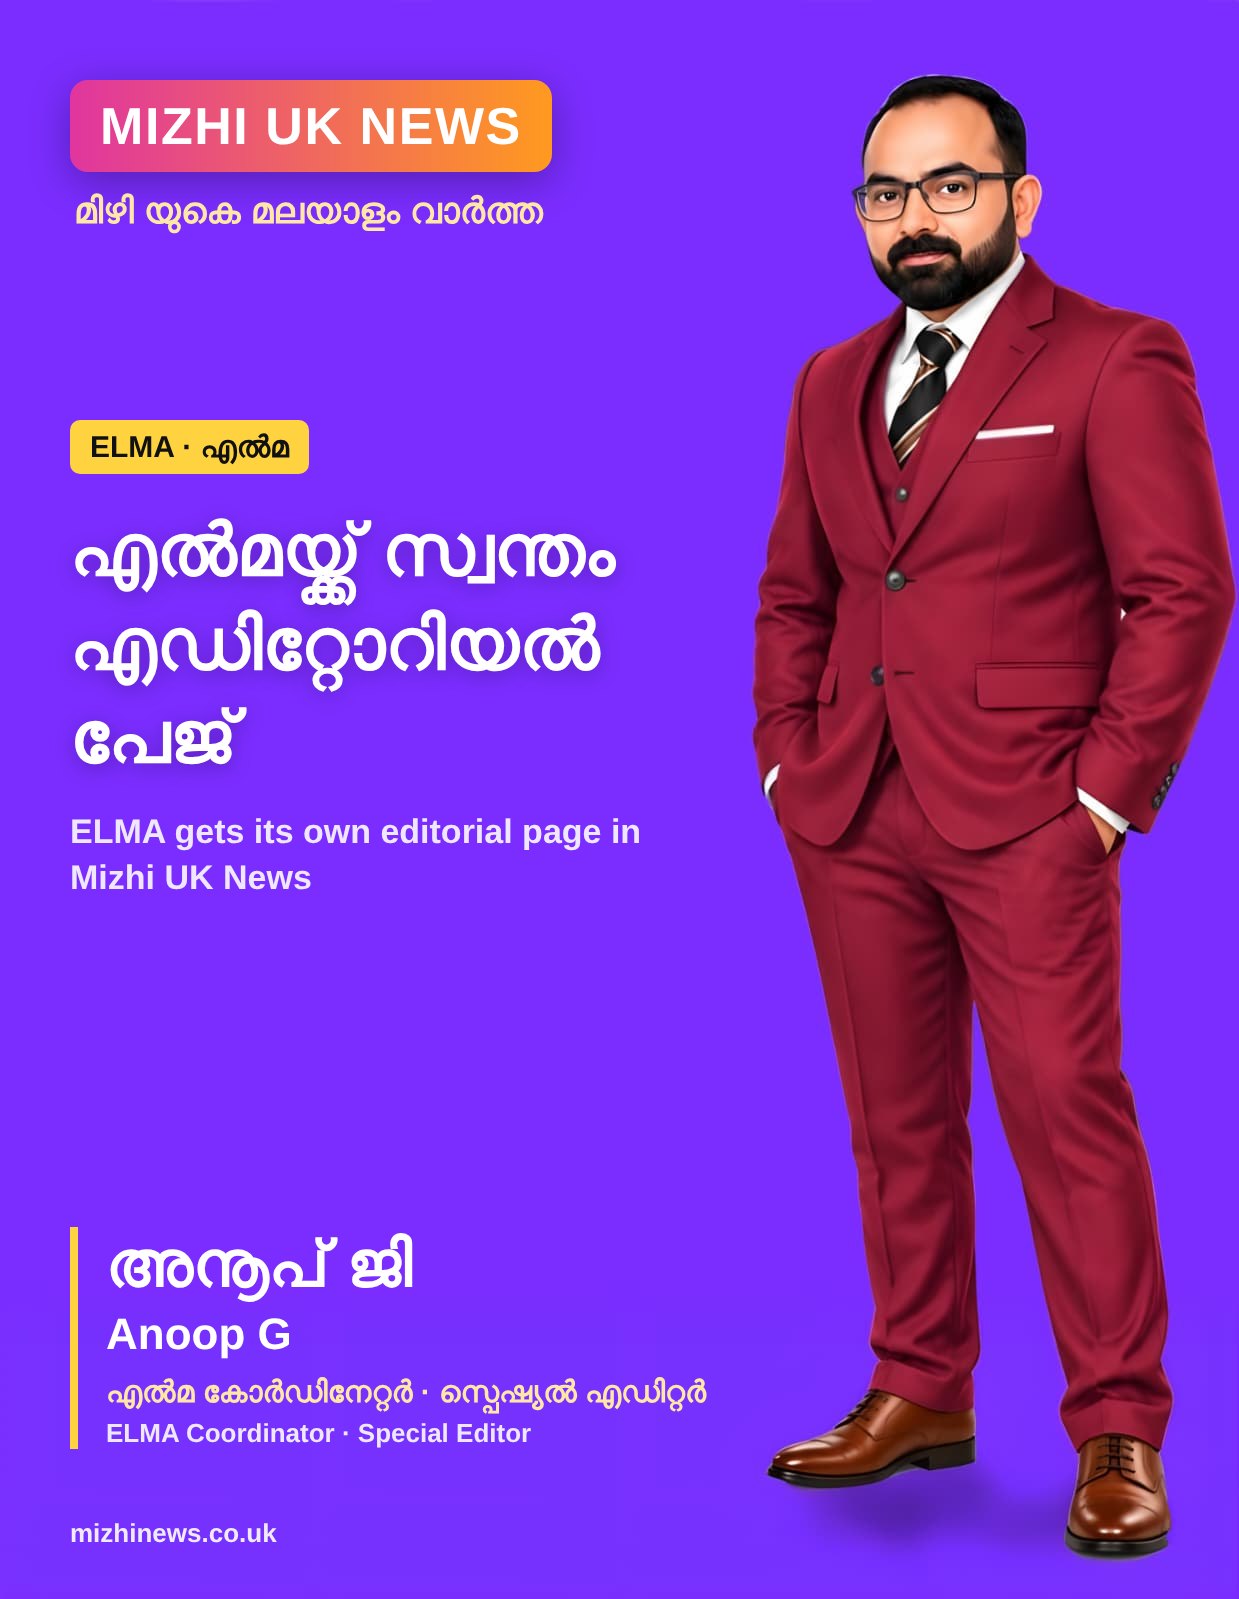 MIZHI UK NEWS
മിഴി യുകെ മലയാളം വാർത്ത
ELMA · എൽമ
എൽമയ്ക്ക് സ്വന്തം
എഡിറ്റോറിയൽ
പേജ്
ELMA gets its own editorial page in
Mizhi UK News
അനൂപ് ജി
Anoop G
എൽമ കോർഡിനേറ്റർ · സ്പെഷ്യൽ എഡിറ്റർ
ELMA Coordinator · Special Editor
mizhinews.co.uk